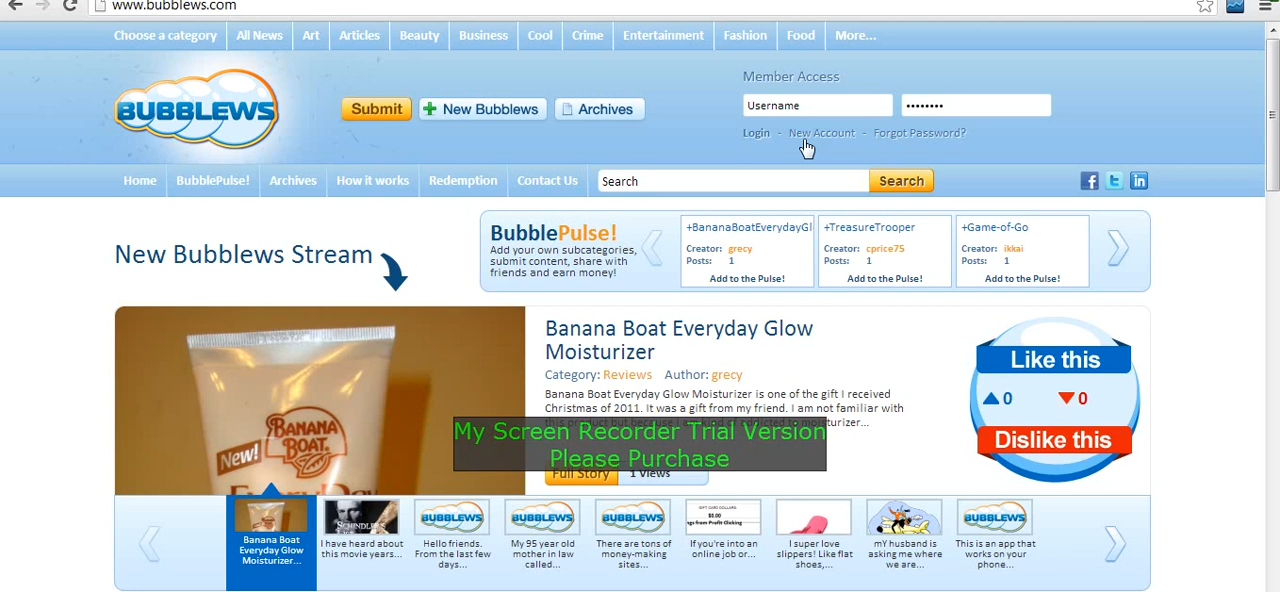 www.bubblews.com
Choose a category All News Art Articles Beauty Business Cool Crime Entertainment Fashion Food More...
BUBBLEWS
Submit New Bubblews Archives
Member Access
Username ••••••••
Login - New Account - Forgot Password?
Home BubblePulse! Archives How it works Redemption Contact Us Search Search
New Bubblews Stream
BubblePulse!
Add your own subcategories,
submit content, share with
friends and earn money!
+BananaBoatEverydayGl
Creator: grecy
Posts: 1
Add to the Pulse!
+TreasureTrooper
Creator: cprice75
Posts: 1
Add to the Pulse!
+Game-of-Go
Creator: ikkai
Posts: 1
Add to the Pulse!
New!
BANANA
BOAT
Banana Boat Everyday Glow
Moisturizer
Category: Reviews Author: grecy
Banana Boat Everyday Glow Moisturizer is one of the gift I received
Christmas of 2011. It was a gift from my friend. I am not familiar with
moisturizer...
My Screen Recorder Trial Version
Please Purchase
Full Story 1 Views
Like this
0 0
Dislike this
Banana Boat
Everyday Glow
Moisturizer...
SCHINDLER'S
I have heard about
this movie years...
BUBBLEWS
Hello friends.
From the last few
days...
BUBBLEWS
My 95 year old
mother in law
called...
BUBBLEWS
There are tons of
money-making
sites...
If you're into an
online job or...
I super love
slippers! Like flat
shoes,...
mY husband is
asking me where
we are...
BUBBLEWS
This is an app that
works on your
phone...